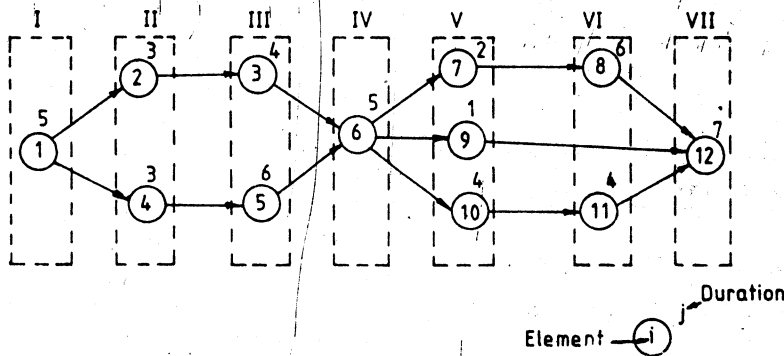 I II III IV V VI VII
3 4 2 6
2 3 7 8
5 5 1 7
1 6 9 12
3 6 4 4
4 5 10 11
j Duration
Element i